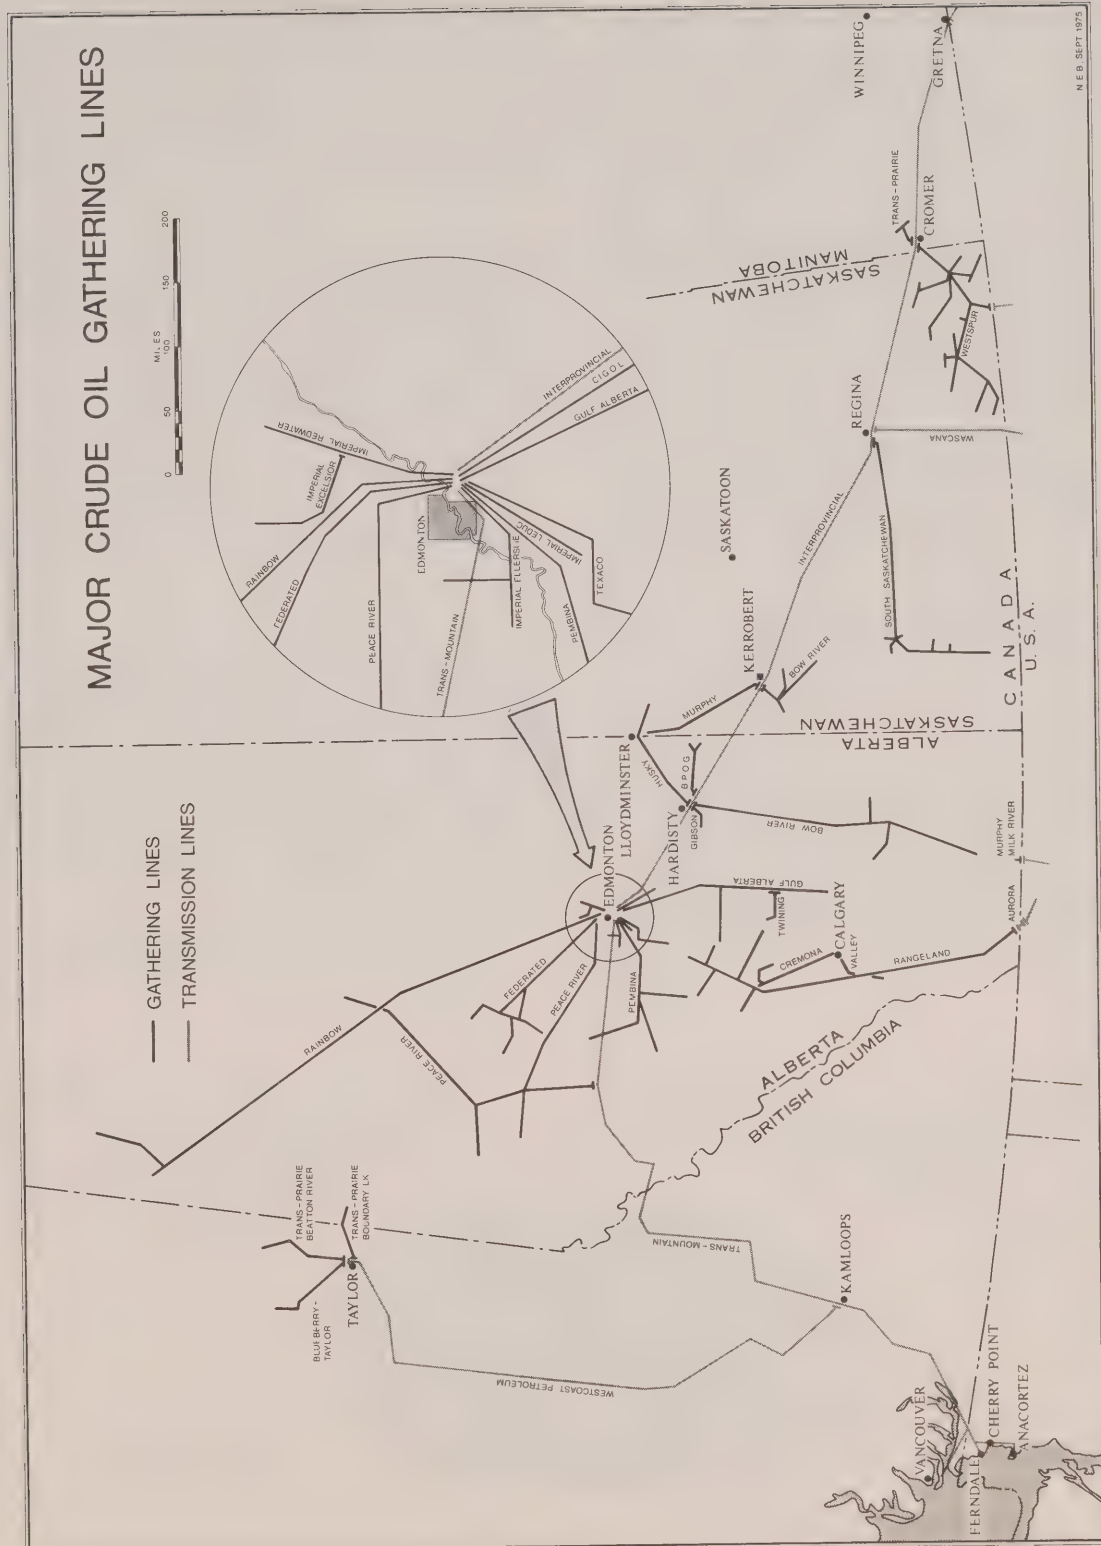 MAJOR CRUDE OIL GATHERING LINES
MILES
0 50 100 150 200
GATHERING LINES
TRANSMISSION LINES
RAINBOW
FEDERATED
PEACE RIVER
TRANS-MOUNTAIN
IMPERIAL EXCELSIOR
IMPERIAL REDWATER
EDMONTON
IMPERIAL ELLERSLIE
IMPERIAL LEDUC
PEMBINA
TEXACO
INTERPROVINCIAL
CIGOL
GULF ALBERTA
TRANS-PRAIRIE
BEATTON RIVER
TRANS-PRAIRIE
BOUNDARY LK
BLUEBERRY-
TAYLOR
TAYLOR
WESTCOAST PETROLEUM
RAINBOW
PEACE RIVER
FEDERATED
PEACE RIVER
PEMBINA
EDMONTON
LLOYDMINSTER
HARDISTY
HUSKY
BPOG
GIBSON
MURPHY
KERROBERT
BOW RIVER
BOW RIVER
GULF ALBERTA
TWINING
CREMONA
CALGARY
VALLEY
RANGELAND
AURORA
MURPHY
MILK RIVER
ALBERTA
SASKATCHEWAN
ALBERTA
BRITISH COLUMBIA
TRANS-MOUNTAIN
KAMLOOPS
VANCOUVER
FERNDALE
CHERRY POINT
ANACORTEZ
SASKATOON
INTERPROVINCIAL
REGINA
SOUTH SASKATCHEWAN
WASCANA
SASKATCHEWAN
MANITOBA
TRANS-PRAIRIE
CROMER
WESTSPUR
WINNIPEG
GRETNA
CANADA
U.S.A.
N E B. SEPT 1975